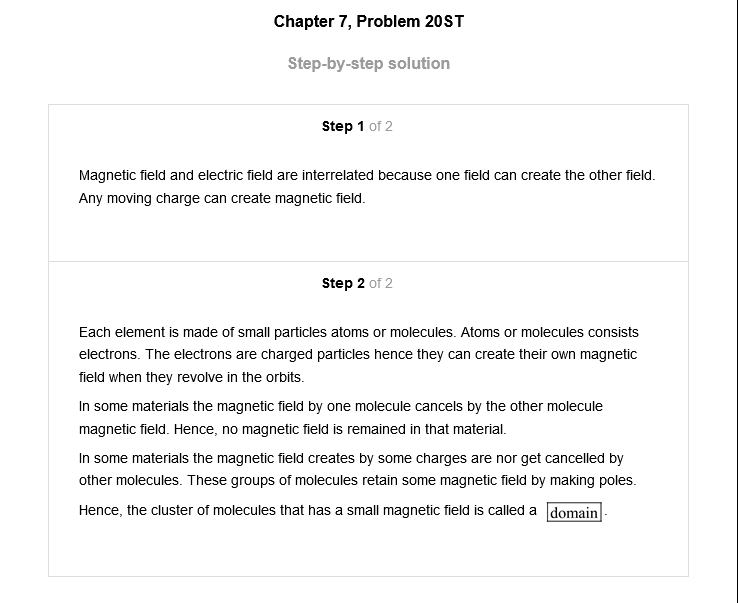 Chapter 7, Problem 20ST
Step-by-step solution
Step 1 of 2
Magnetic field and electric field are interrelated because one field can create the other field.
Any moving charge can create magnetic field.
Step 2 of 2
Each element is made of small particles atoms or molecules. Atoms or molecules consists
electrons. The electrons are charged particles hence they can create their own magnetic
field when they revolve in the orbits.
In some materials the magnetic field by one molecule cancels by the other molecule
magnetic field. Hence, no magnetic field is remained in that material.
In some materials the magnetic field creates by some charges are nor get cancelled by
other molecules. These groups of molecules retain some magnetic field by making poles.
Hence, the cluster of molecules that has a small magnetic field is called a domain.